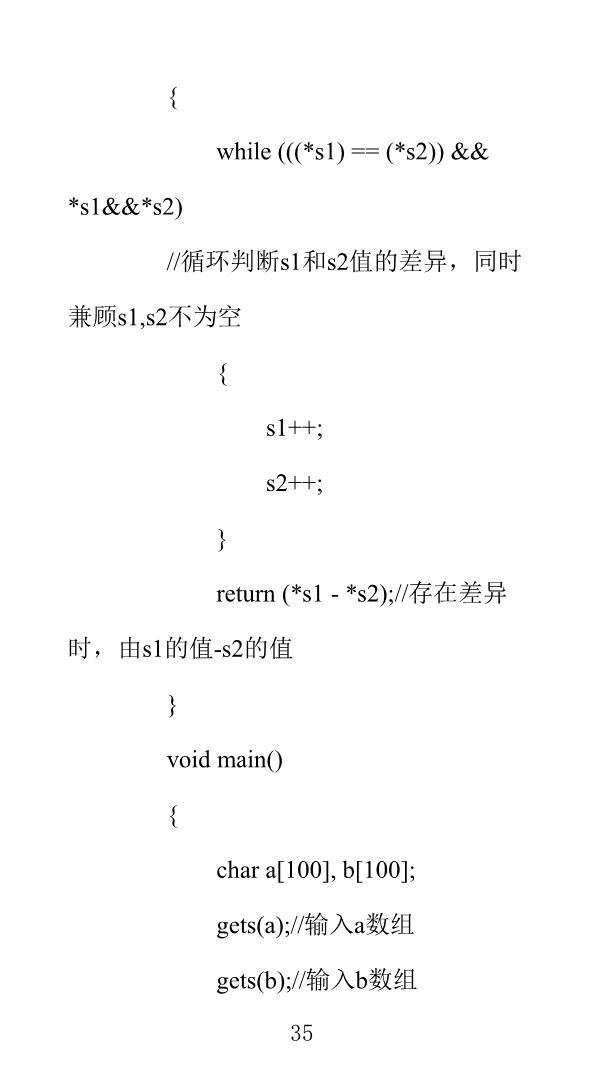 {
while (((*s1) == (*s2)) &&
*s1&&*s2)
//循环判断s1和s2值的差异，同时
兼顾s1,s2不为空
{
s1++;
s2++;
}
return (*s1 - *s2);//存在差异
时，由s1的值-s2的值
}
void main()
{
char a[100], b[100];
gets(a);//输入a数组
gets(b);//输入b数组
35